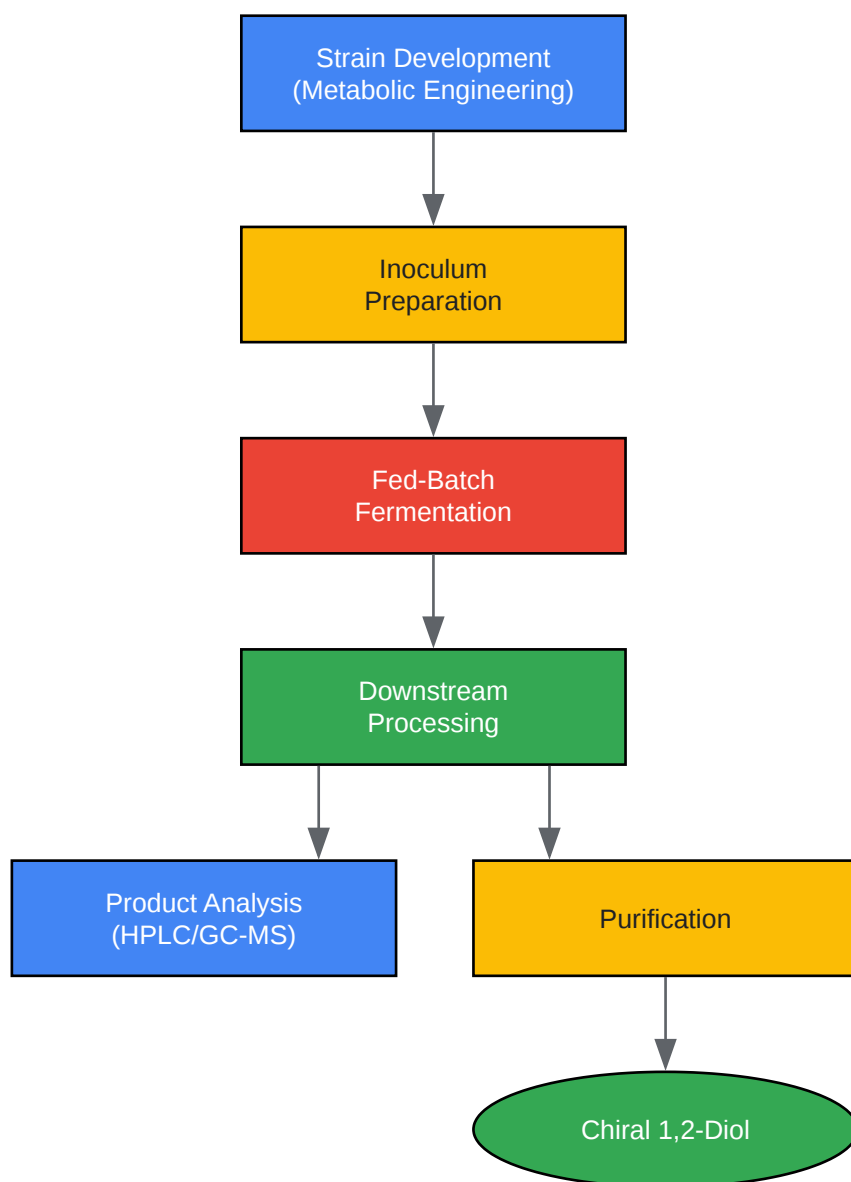 Strain Development
(Metabolic Engineering)
Inoculum
Preparation
Fed-Batch
Fermentation
Downstream
Processing
Product Analysis
(HPLC/GC-MS)
Purification
Chiral 1,2-Diol